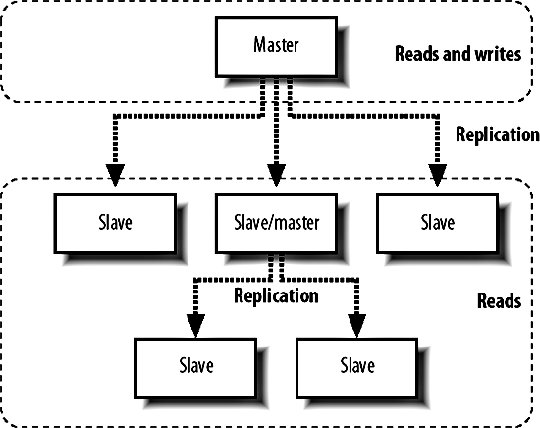 Master
Reads and writes
Replication
Slave
Slave/master
Slave
Replication
Reads
Slave
Slave